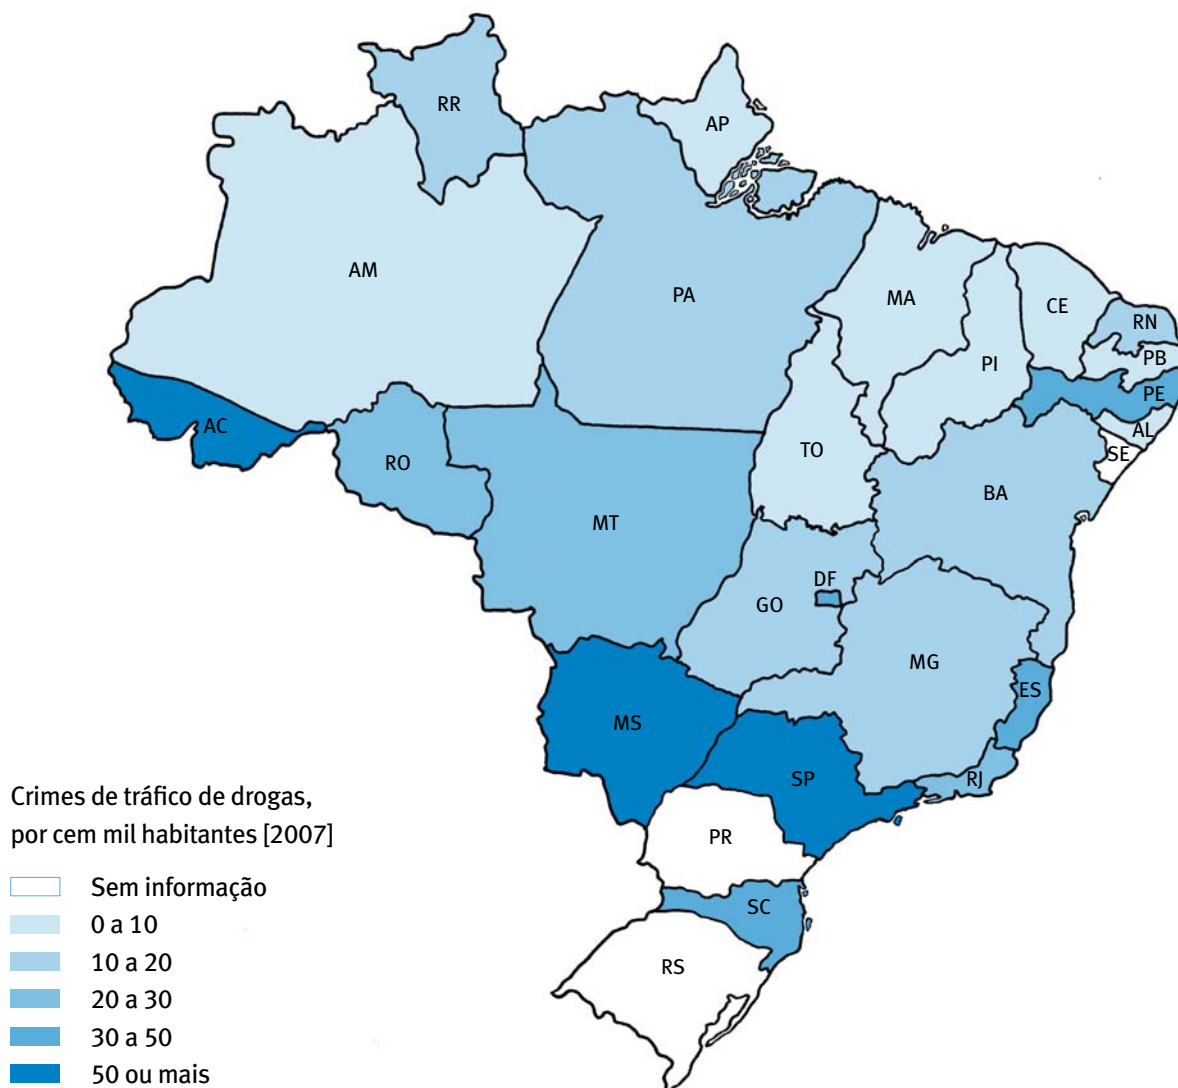 RR
AP
AM
PA
MA
CE
RN
PB
PI
PE
AC
AL
TO
SE
RO
BA
MT
DF
GO
MG
ES
MS
SP
RJ
PR
SC
RS
Crimes de tráfico de drogas,
por cem mil habitantes [2007]
Sem informação
0 a 10
10 a 20
20 a 30
30 a 50
50 ou mais